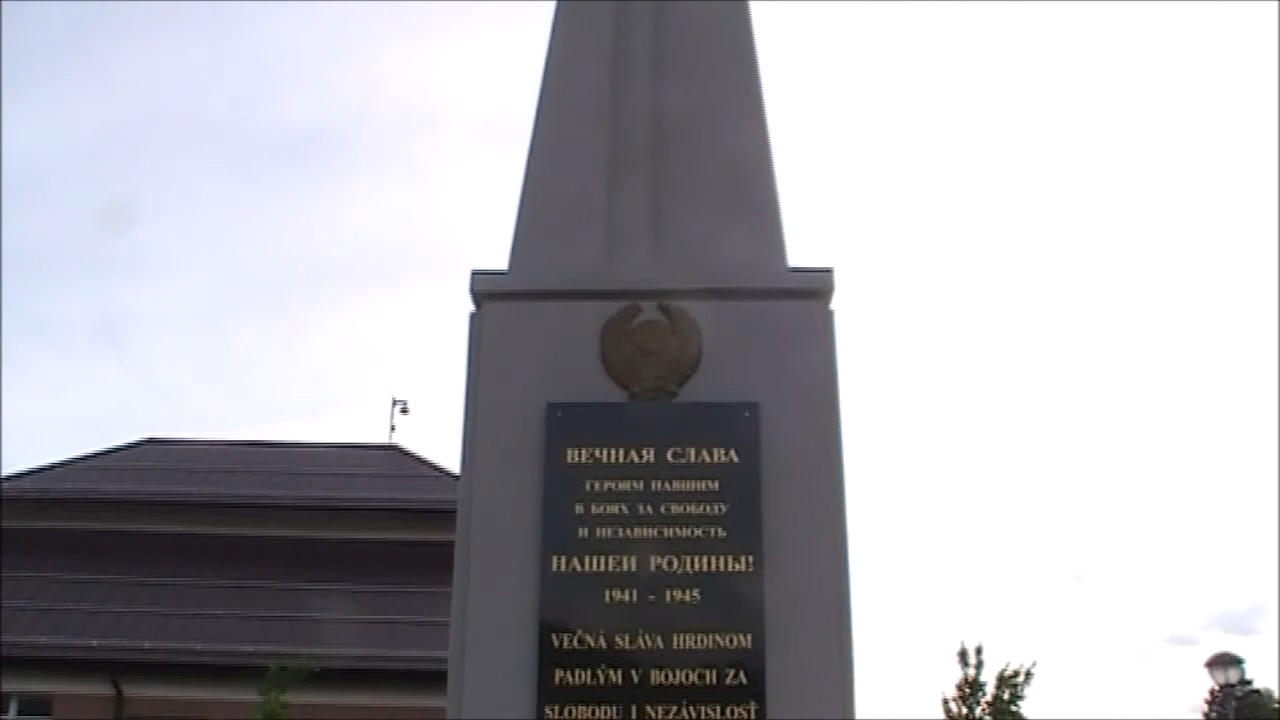 ВЕЧНАЯ СЛАВА
ГЕРОЯМ ПАВШИМ
В БОЯХ ЗА СВОБОДУ
И НЕЗАВИСИМОСТЬ
НАШЕЙ РОДИНЫ!
1941 - 1945
VEČNÁ SLÁVA HRDINOM
PADLÝM V BOJOCH ZA
SLOBODU I NEZÁVISLOSŤ